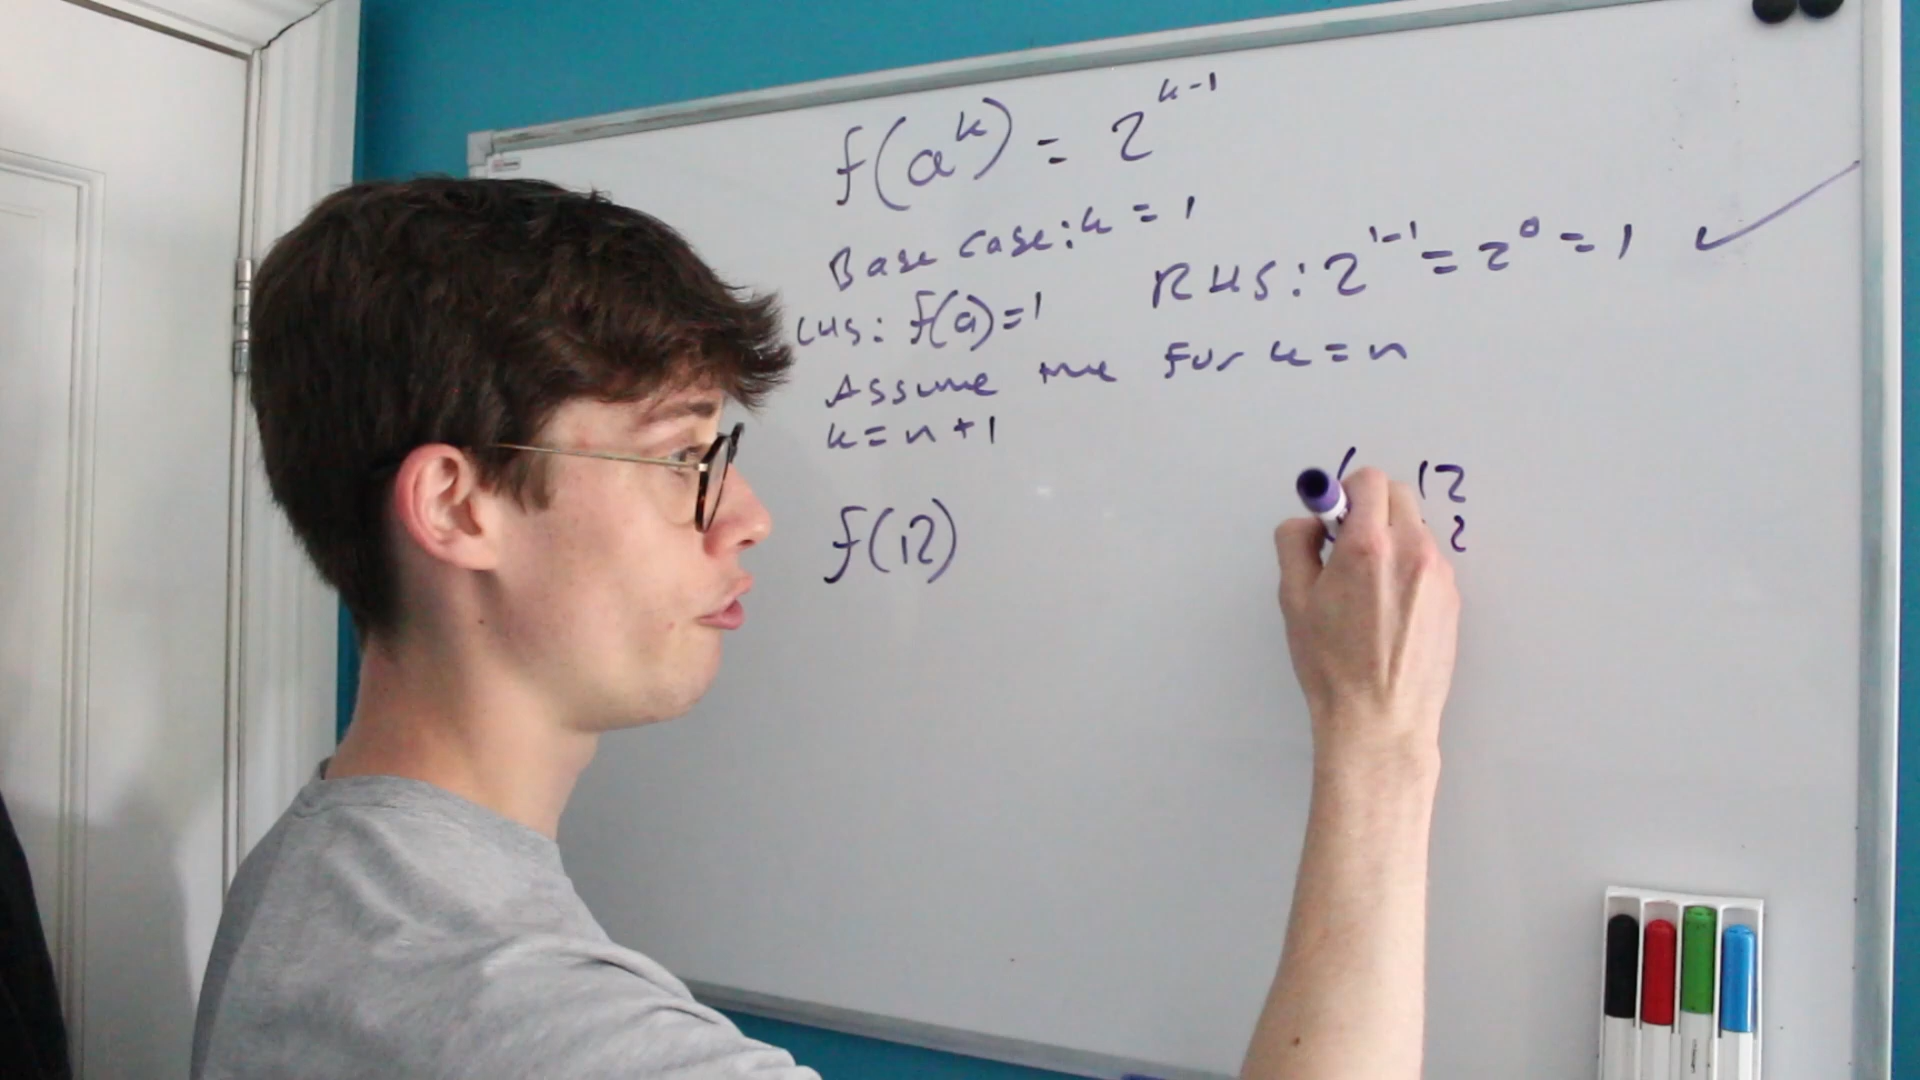 f(a^k) = 2^{k-1}
Base case: k = 1
LHS: f(a) = 1 RHS: 2^{1-1} = 2^0 = 1 ✓
Assume true for k = n
k = n + 1
f(12)
12
2